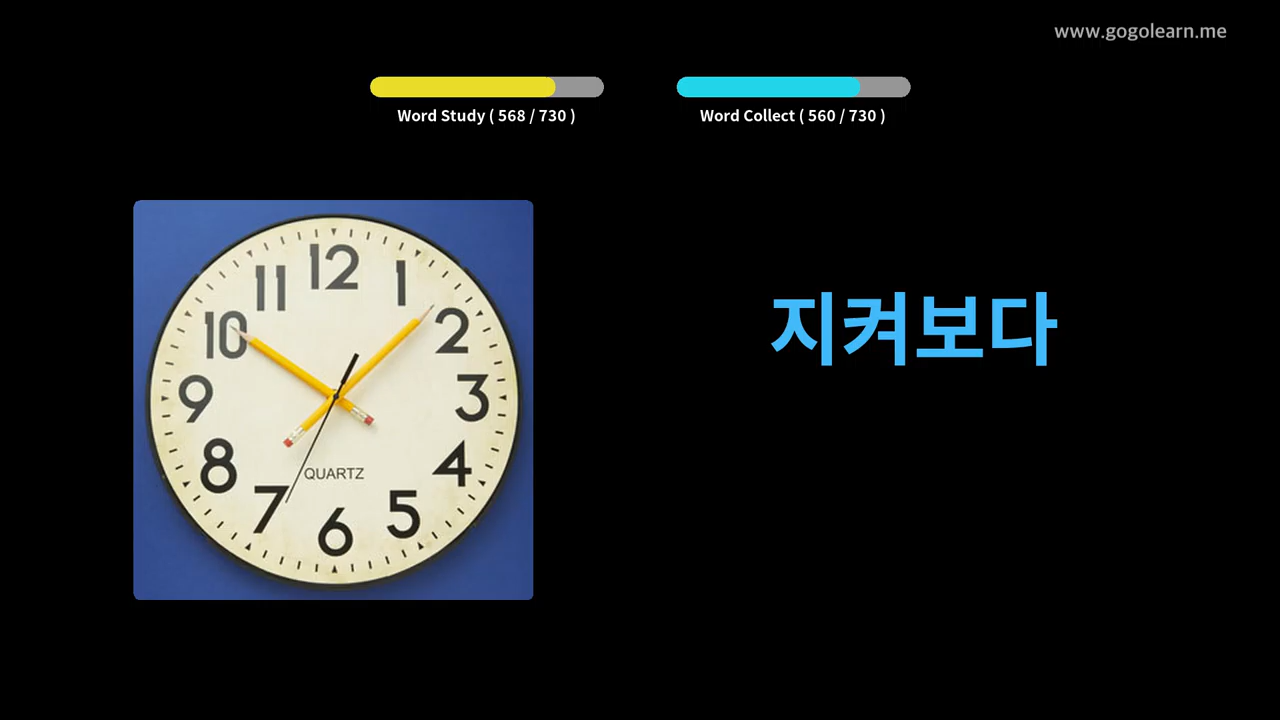 www.gogolearn.me
Word Study ( 568 / 730 )
Word Collect ( 560 / 730 )
12
11
1
10
2
9
3
8
4
7
5
6
QUARTZ
지켜보다